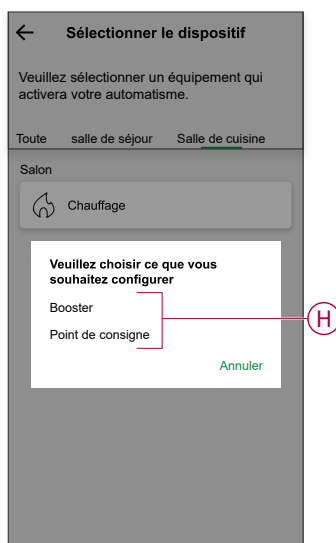 Sélectionner le dispositif
Veuillez sélectionner un équipement qui
activera votre automatisme.
Toute salle de séjour Salle de cuisine
Salon
Chauffage
Veuillez choisir ce que vous
souhaitez configurer
Booster
Point de consigne
H
Annuler